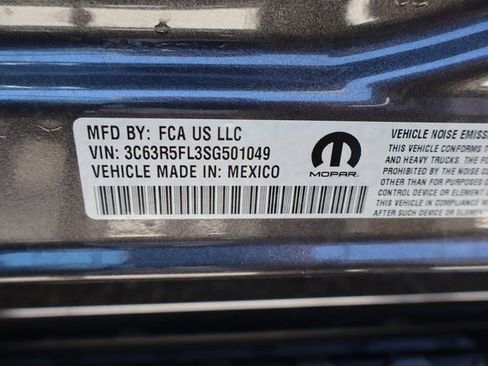 MFD BY: FCA US LLC
VIN: 3C63R5FL3SG501049
VEHICLE MADE IN: MEXICO
MOPAR
VEHICLE NOISE EMISS
THIS VEHICLE CONFORMS
AND HEAVY TRUCKS. THE
PROHIBITED BY THE NOISE CO
OTHER THAN FOR PURPOSES OF
CONTROL DEVICE OR ELEMENT
THIS VEHICLE IN COMPLIANCE
AFTER SUCH DEVICE OR ELEMEN